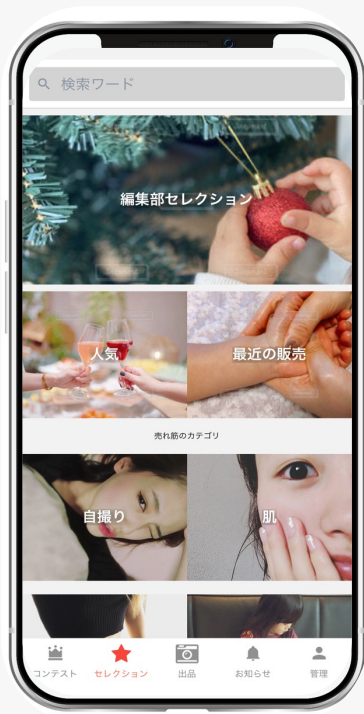 検索ワード
編集部セレクション
人気
最近の販売
売れ筋のカテゴリ
自撮り
肌
コンテスト
セレクション
出品
お知らせ
管理